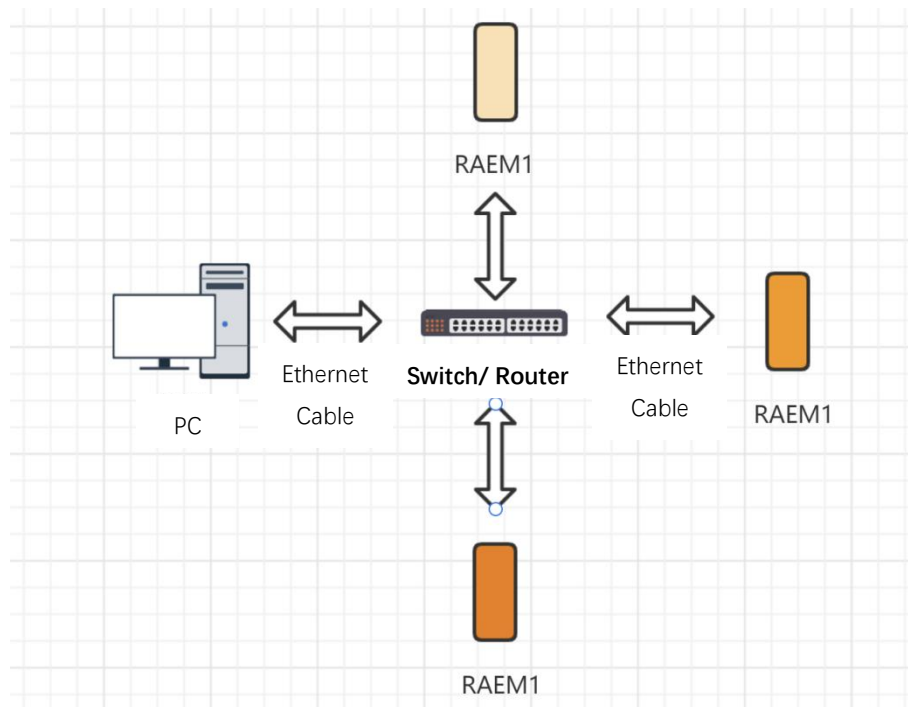 RAEM1
Ethernet
Cable
Switch/ Router
Ethernet
Cable
PC
RAEM1
RAEM1